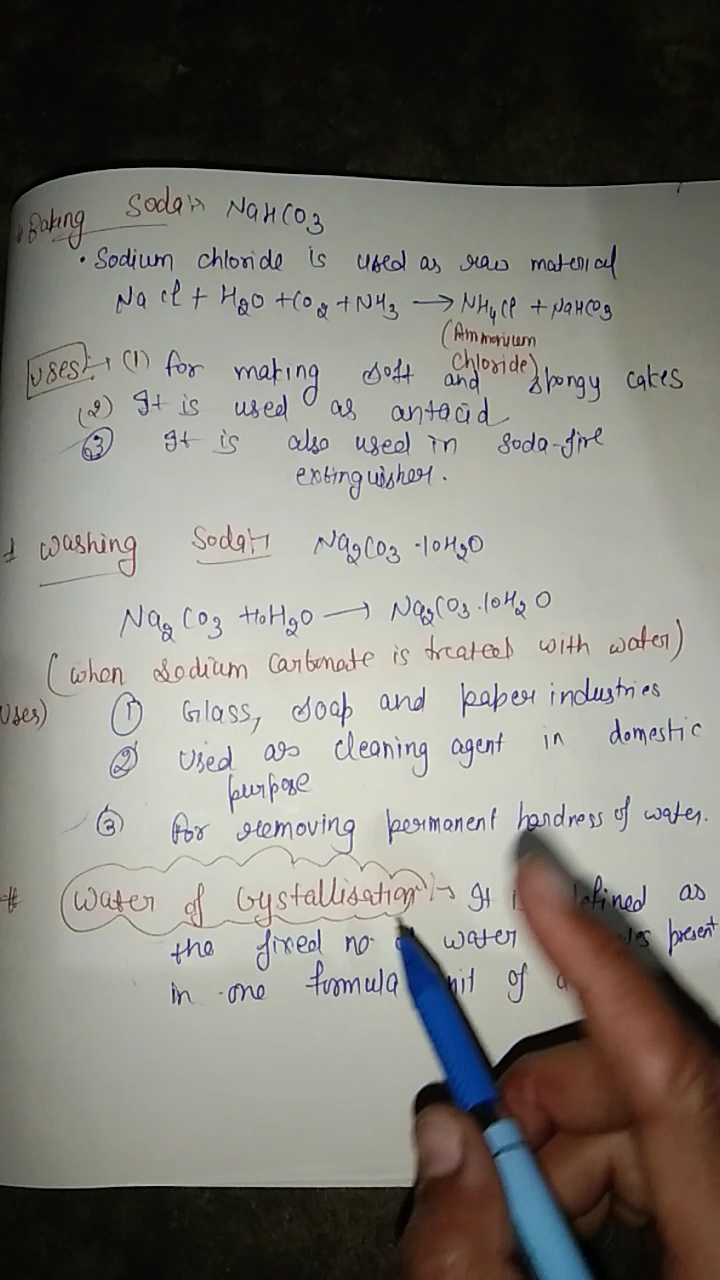 Baking Soda:- NaHCO3
• Sodium chloride is used as raw material
NaCl + H2O + CO2 + NH3 → NH4Cl + NaHCO3
(Ammonium Chloride)
Uses:→ (1) for making soft and spongy cakes
(2) It is used as antacid
(3) It is also used in soda-fire
extinguisher.
Washing Soda:- Na2CO3 .10H2O
Na2CO3 +10H2O → Na2CO3.10H2O
(when sodium carbonate is treated with water)
Uses) (1) Glass, soap and paper industries
(2) Used as cleaning agent in domestic
purpose
(3) for removing permanent hardness of water.
# Water of Crystallisation:→ It as
the fixed no water present
in one formula of